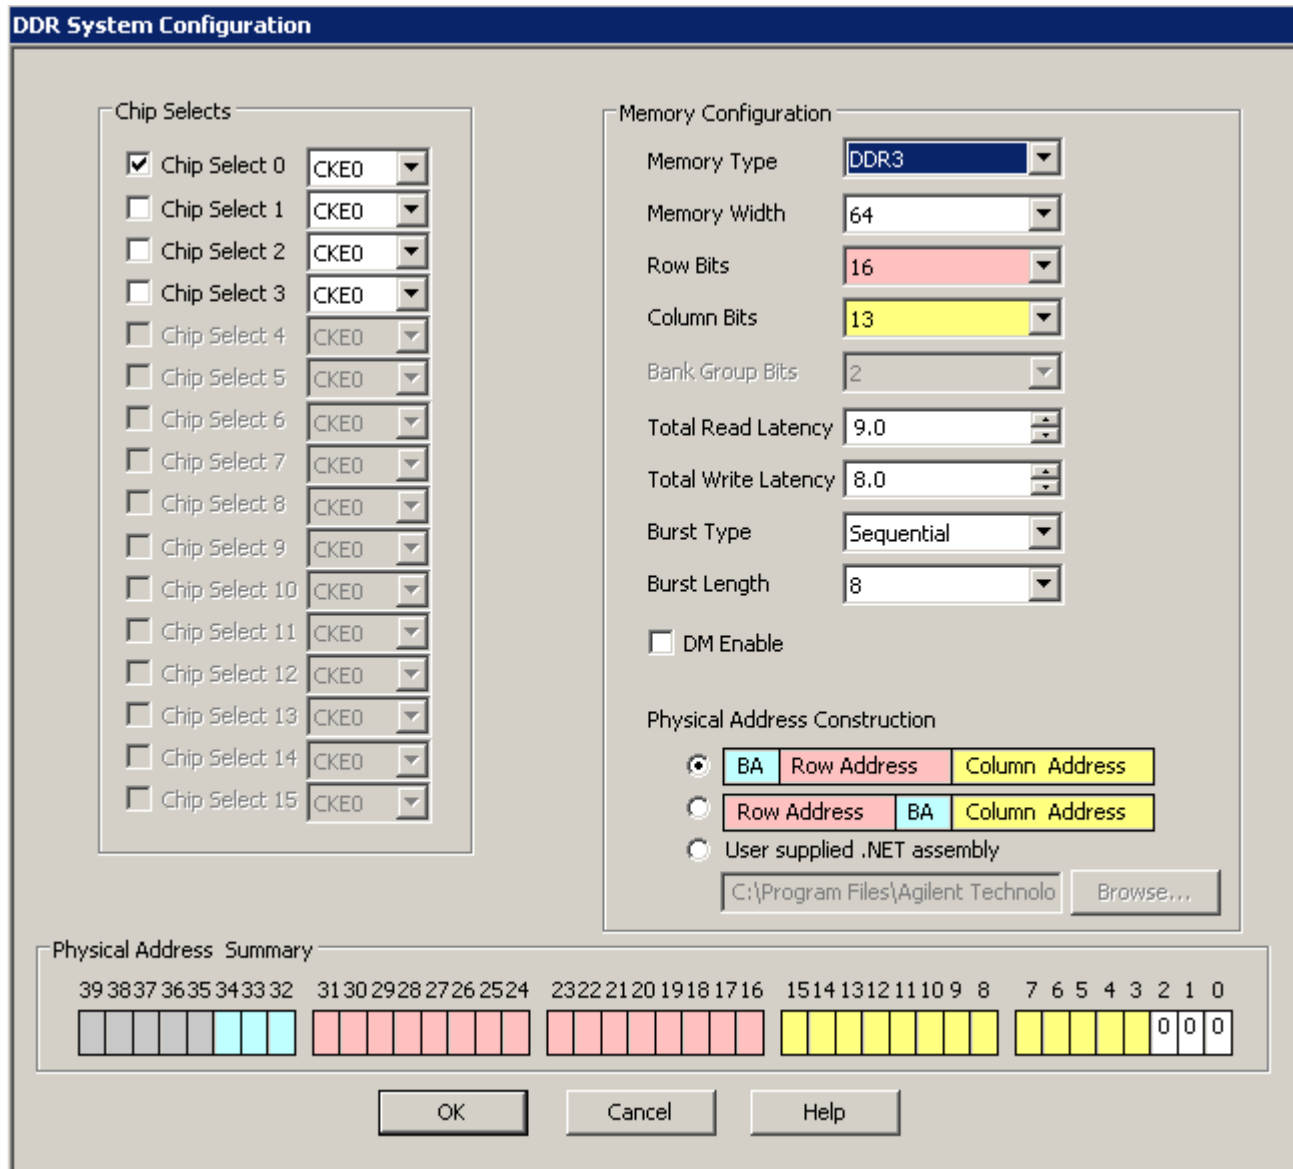 DDR System Configuration
Chip Selects
Chip Select 0 CKE0
Chip Select 1 CKE0
Chip Select 2 CKE0
Chip Select 3 CKE0
Chip Select 4 CKE0
Chip Select 5 CKE0
Chip Select 6 CKE0
Chip Select 7 CKE0
Chip Select 8 CKE0
Chip Select 9 CKE0
Chip Select 10 CKE0
Chip Select 11 CKE0
Chip Select 12 CKE0
Chip Select 13 CKE0
Chip Select 14 CKE0
Chip Select 15 CKE0
Memory Configuration
Memory Type DDR3
Memory Width 64
Row Bits 16
Column Bits 13
Bank Group Bits 2
Total Read Latency 9.0
Total Write Latency 8.0
Burst Type Sequential
Burst Length 8
DM Enable
Physical Address Construction
BA Row Address Column Address
Row Address BA Column Address
User supplied .NET assembly
C:\Program Files\Agilent Technolo Browse...
Physical Address Summary
39 38 37 36 35 34 33 32 31 30 29 28 27 26 25 24 23 22 21 20 19 18 17 16 15 14 13 12 11 10 9 8 7 6 5 4 3 2 1 0
0 0 0
OK Cancel Help